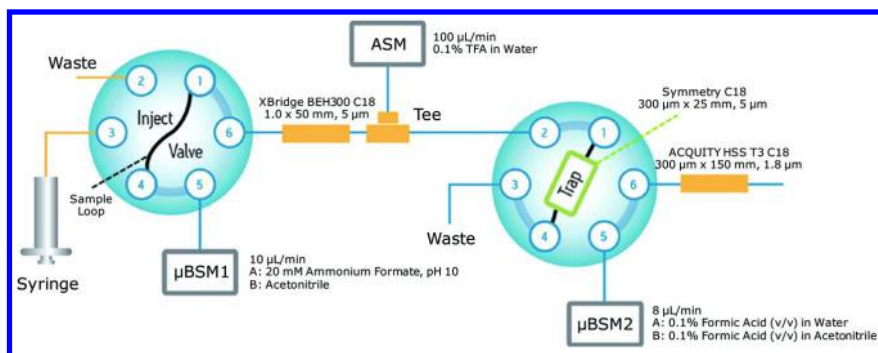 Waste
2
1
3
Inject
Valve
6
4
5
Sample
Loop
Syringe
µBSM1
10 µL/min
A: 20 mM Ammonium Formate, pH 10
B: Acetonitrile
XBridge BEH300 C18
1.0 x 50 mm, 5 µm
ASM
100 µL/min
0.1% TFA in Water
Tee
Symmetry C18
300 µm x 25 mm, 5 µm
2
1
3
Trap
6
4
5
ACQUITY HSS T3 C18
300 µm x 150 mm, 1.8 µm
Waste
µBSM2
8 µL/min
A: 0.1% Formic Acid (v/v) in Water
B: 0.1% Formic Acid (v/v) in Acetonitrile